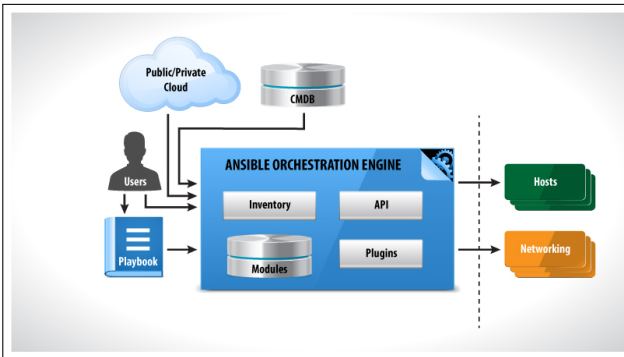 Public/Private
Cloud
CMDB
Users
Playbook
ANSIBLE ORCHESTRATION ENGINE
Inventory
API
Modules
Plugins
Hosts
Networking